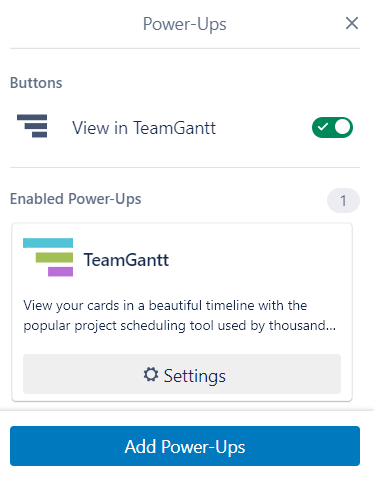 Power-Ups
Buttons
View in TeamGantt
Enabled Power-Ups 1
TeamGantt
View your cards in a beautiful timeline with the
popular project scheduling tool used by thousand...
Settings
Add Power-Ups